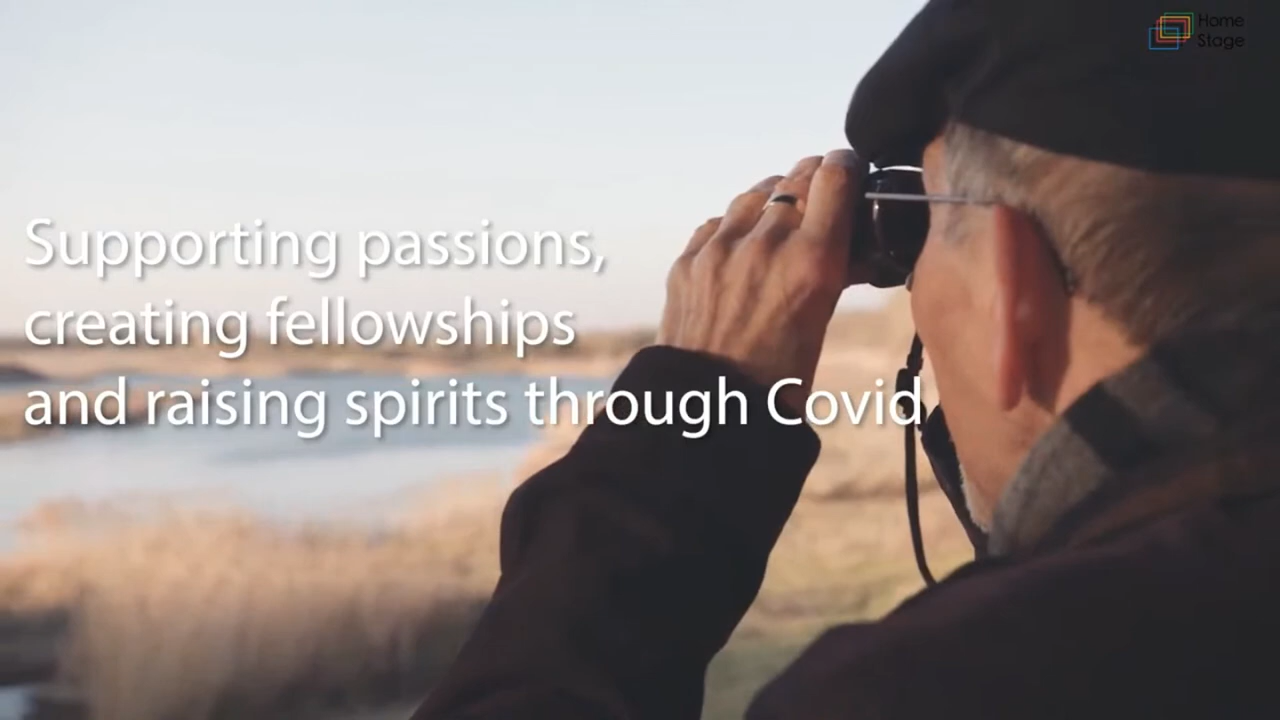 Home
Stage
Supporting passions,
creating fellowships
and raising spirits through Covid